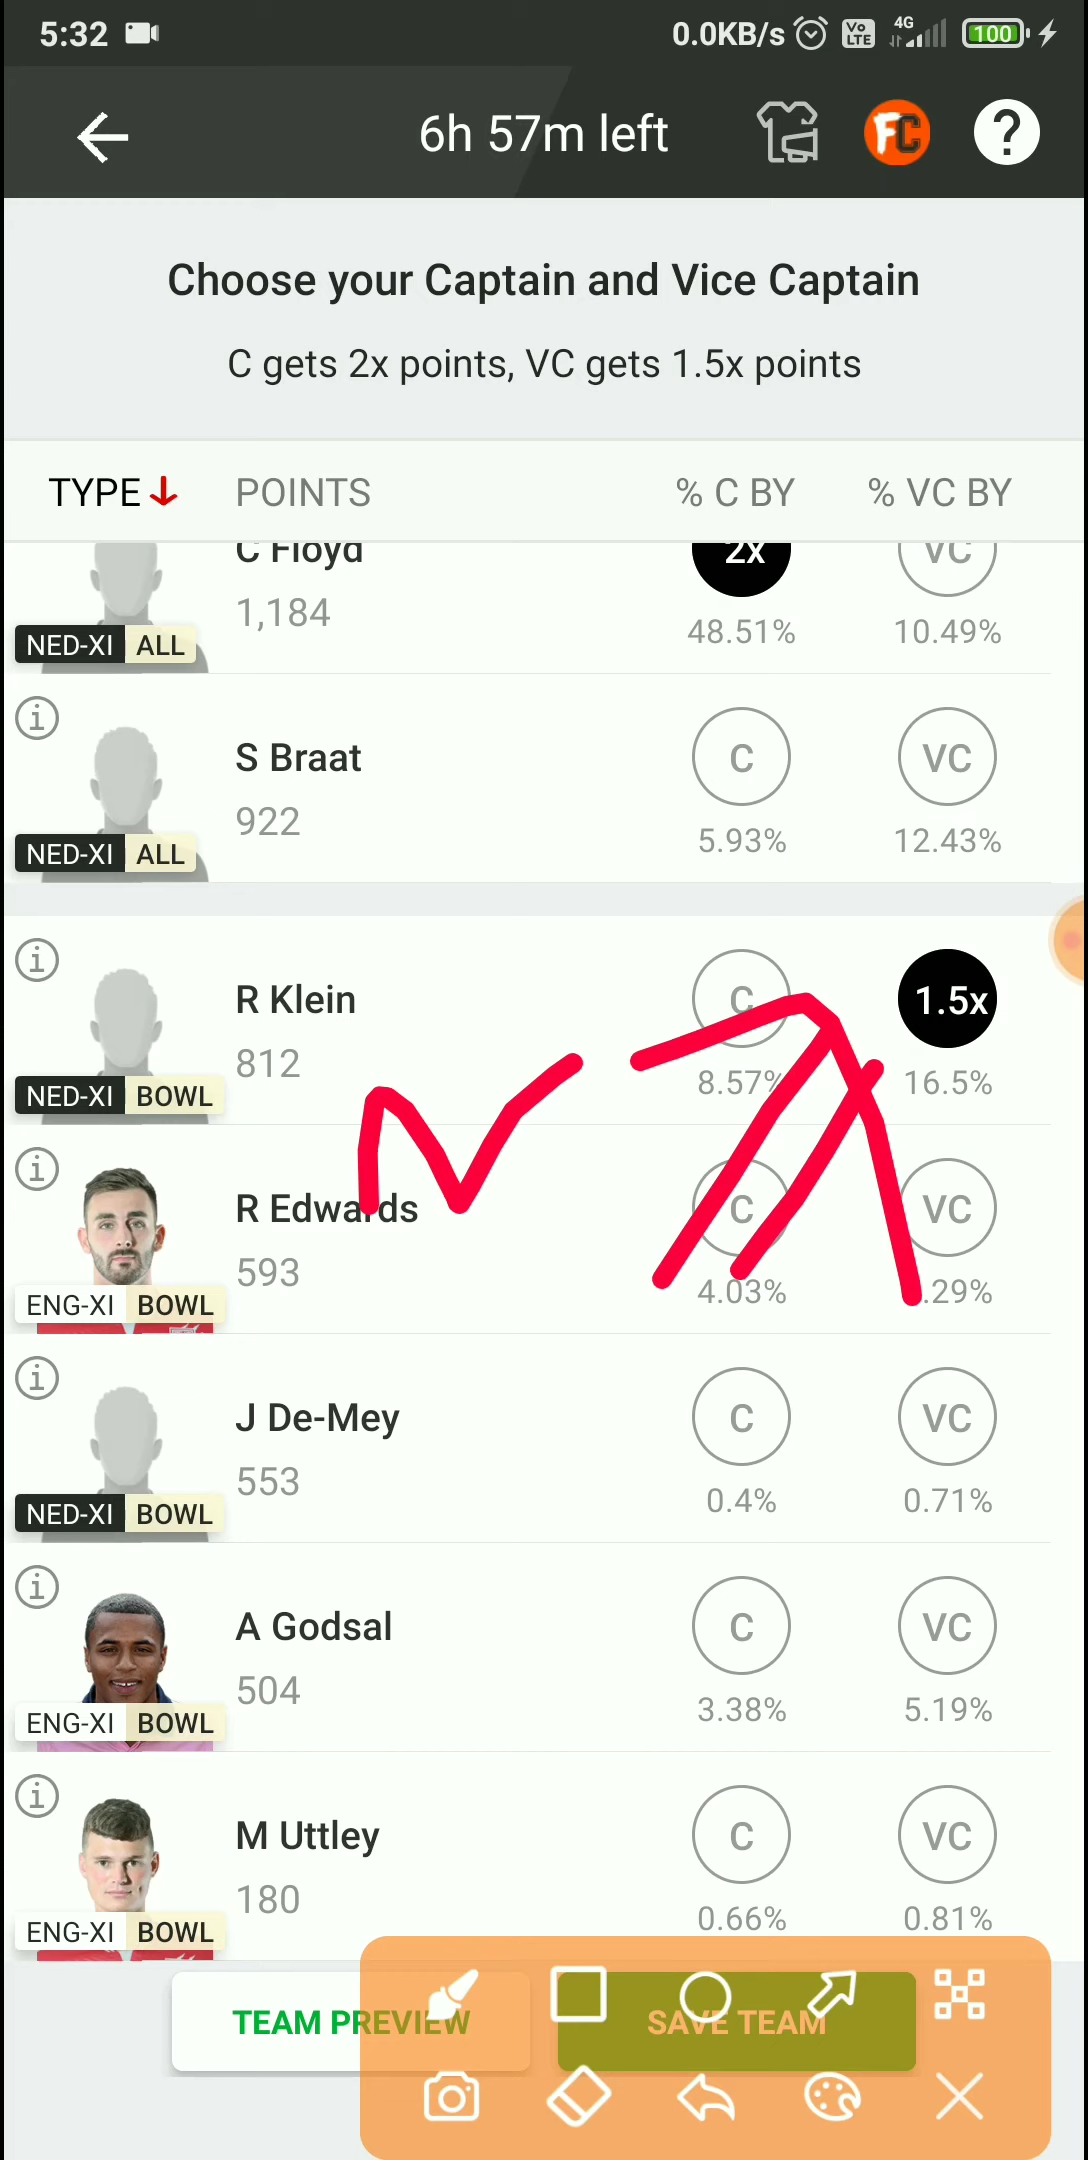 5:32 0.0KB/s Vo LTE 4G 100
6h 57m left FC ?
Choose your Captain and Vice Captain
C gets 2x points, VC gets 1.5x points
TYPE POINTS % C BY % VC BY
C Floyd 2x VC
1,184 48.51% 10.49%
NED-XI ALL
i
S Braat C VC
922 5.93% 12.43%
NED-XI ALL
i
R Klein C 1.5x
812 8.57% 16.5%
NED-XI BOWL
i
R Edwards C VC
593 4.03% .29%
ENG-XI BOWL
i
J De-Mey C VC
553 0.4% 0.71%
NED-XI BOWL
i
A Godsal C VC
504 3.38% 5.19%
ENG-XI BOWL
i
M Uttley C VC
180 0.66% 0.81%
ENG-XI BOWL
TEAM PREVIEW SAVE TEAM